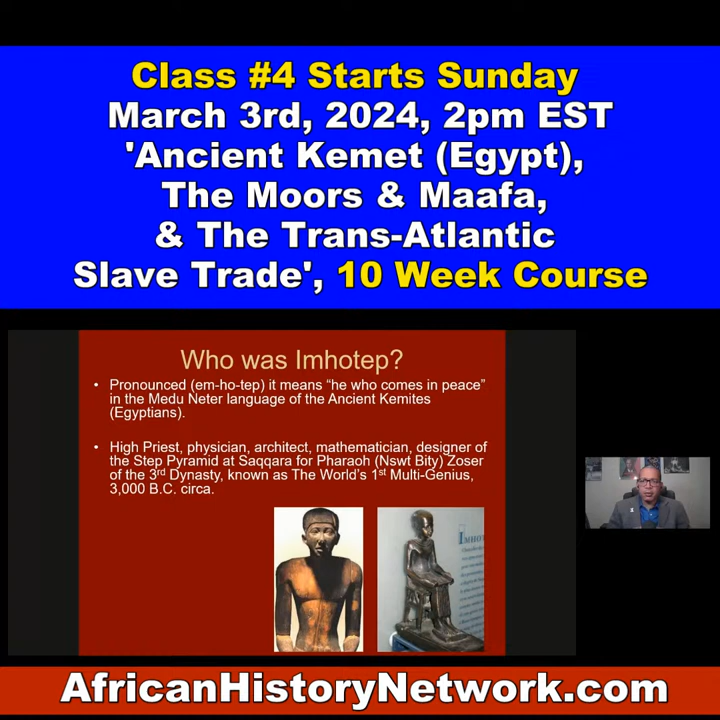 Class #4 Starts Sunday
March 3rd, 2024, 2pm EST
'Ancient Kemet (Egypt),
The Moors & Maafa,
& The Trans-Atlantic
Slave Trade', 10 Week Course
Who was Imhotep?
• Pronounced (em-ho-tep) it means “he who comes in peace”
in the Medu Neter language of the Ancient Kemites
(Egyptians).
• High Priest, physician, architect, mathematician, designer of
the Step Pyramid at Saqqara for Pharaoh (Nswt Bity) Zoser
of the 3rd Dynasty, known as The World’s 1st Multi-Genius,
3,000 B.C. circa.
AfricanHistoryNetwork.com